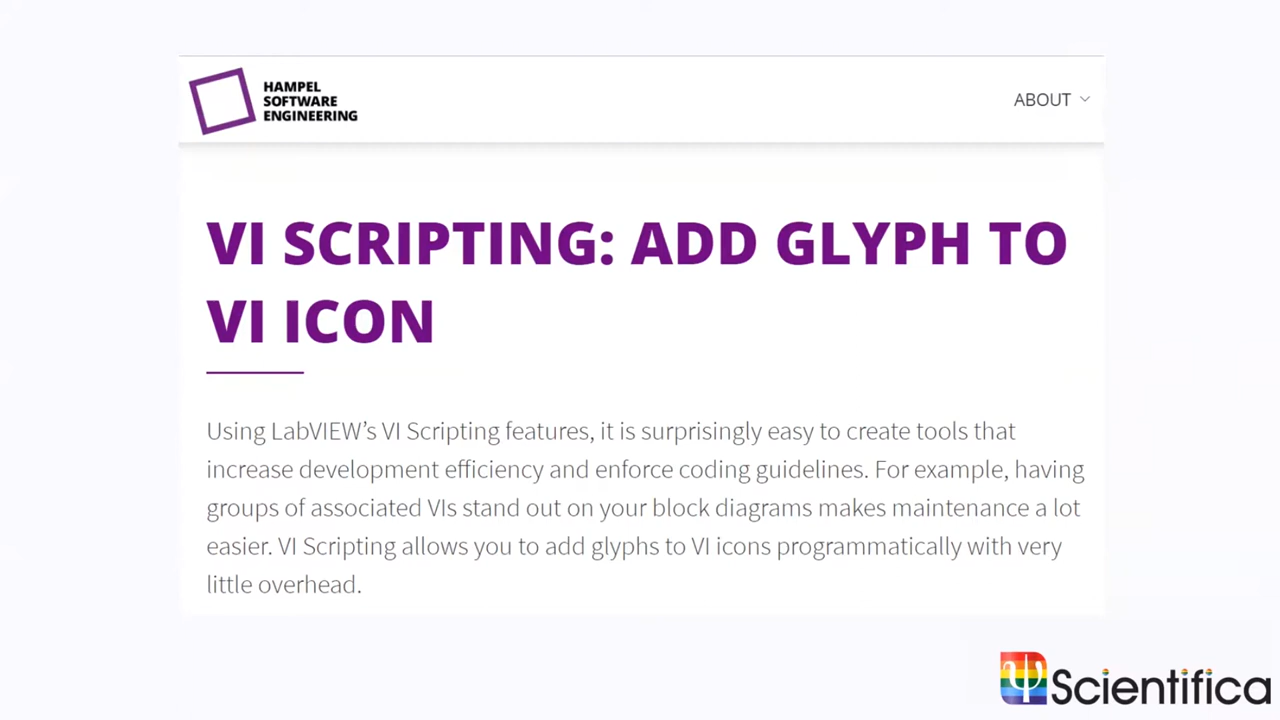 HAMPEL
SOFTWARE
ENGINEERING
ABOUT
VI SCRIPTING: ADD GLYPH TO
VI ICON
Using LabVIEW’s VI Scripting features, it is surprisingly easy to create tools that
increase development efficiency and enforce coding guidelines. For example, having
groups of associated VIs stand out on your block diagrams makes maintenance a lot
easier. VI Scripting allows you to add glyphs to VI icons programmatically with very
little overhead.
Scientifica